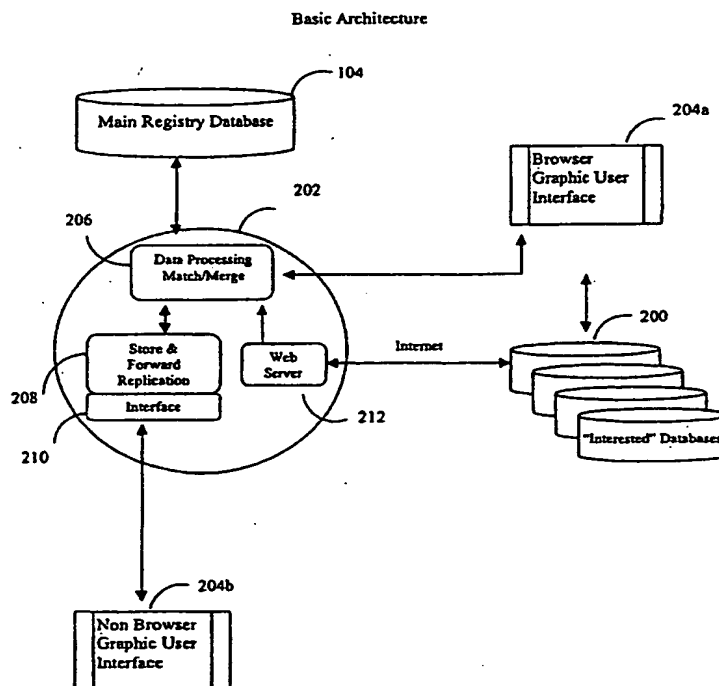 Basic Architecture
104
Main Registry Database
204a
Browser
Graphic User
Interface
202
206
Data Processing
Match/Merge
200
Store &
Forward
Replication
Web
Server
Internet
208
Interface
212
"Interested" Databases
210
204b
Non Browser
Graphic User
Interface